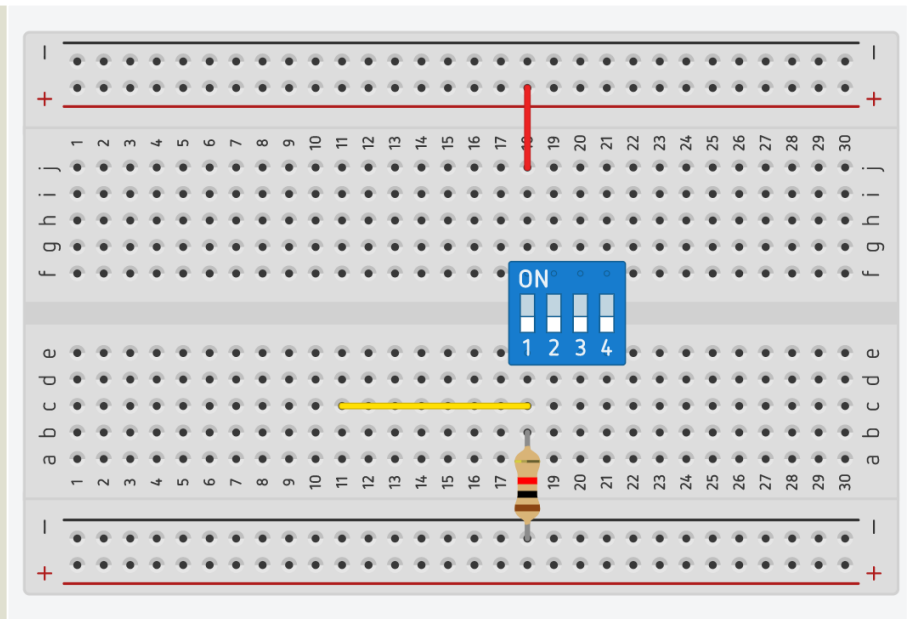 − −
+ +
1 2 3 4 5 6 7 8 9 10 11 12 13 14 15 16 17 18 19 20 21 22 23 24 25 26 27 28 29 30
j j
i i
h h
g g
f f
ON
1 2 3 4
e e
d d
c c
b b
a a
1 2 3 4 5 6 7 8 9 10 11 12 13 14 15 16 17 19 20 21 22 23 24 25 26 27 28 29 30
− −
+ +